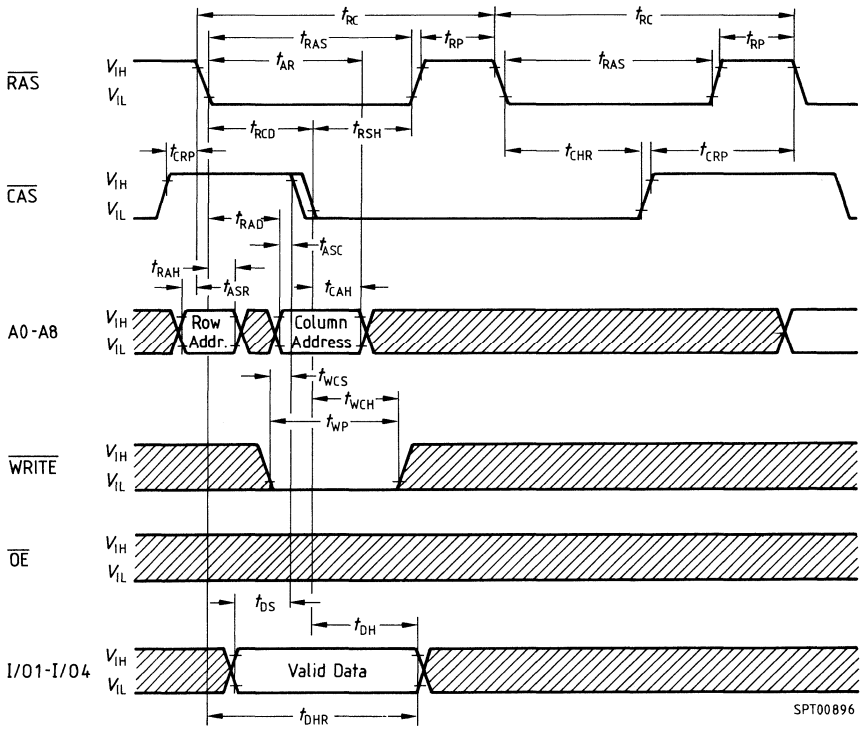 tRC tRC
tRAS tRP tRP
tAR tRAS
RAS VIH
VIL
tRCD tRSH
tCRP tCHR tCRP
CAS VIH
VIL
tRAD
tASC
tRAH
tASR tCAH
A0-A8 VIH Row Column
VIL Addr. Address
tWCS
tWCH
tWP
WRITE VIH
VIL
OE VIH
VIL
tDS
tDH
I/O1-I/O4 VIH Valid Data
VIL
tDHR
SPT00896